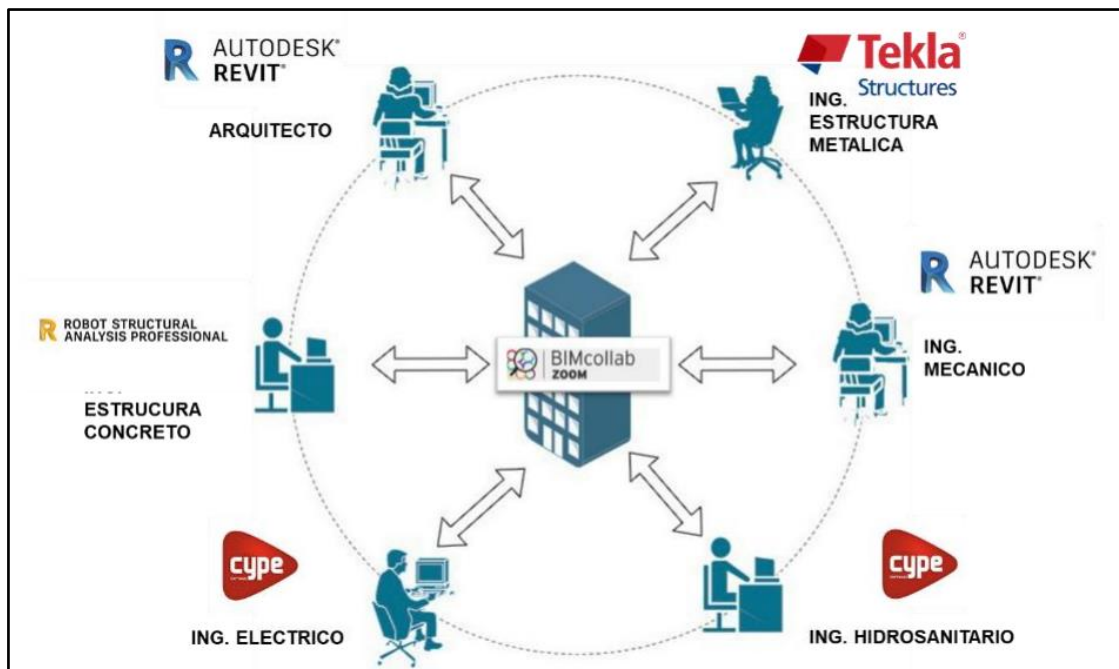 AUTODESK®
REVIT®
ARQUITECTO
Tekla®
Structures
ING.
ESTRUCTURA
METALICA
AUTODESK®
REVIT®
ING.
MECANICO
BIMcollab
ZOOM
ROBOT STRUCTURAL
ANALYSIS PROFESSIONAL
ESTRUCURA
CONCRETO
cype
ING. ELECTRICO
cype
ING. HIDROSANITARIO